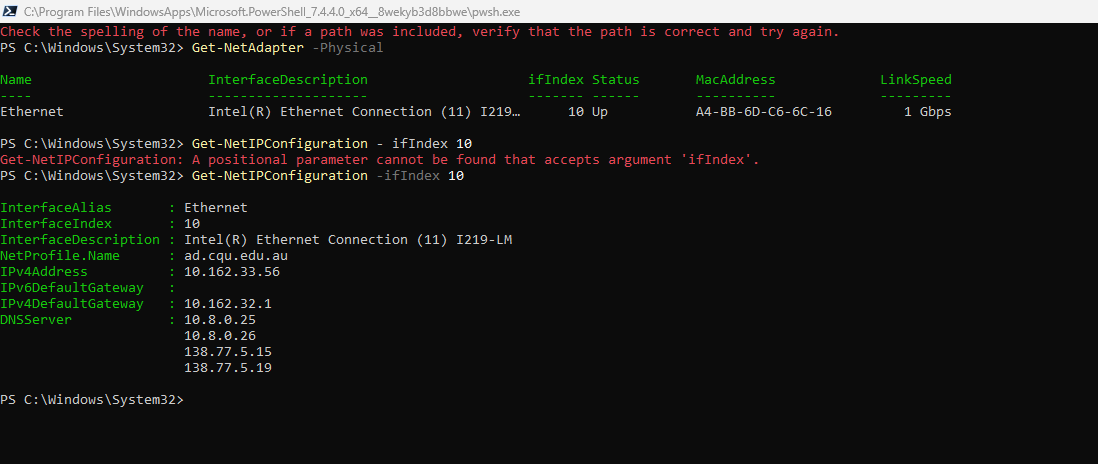 C:\Program Files\WindowsApps\Microsoft.PowerShell_7.4.4.0_x64__8wekyb3d8bbwe\pwsh.exe
Check the spelling of the name, or if a path was included, verify that the path is correct and try again.
PS C:\Windows\System32> Get-NetAdapter -Physical
Name                      InterfaceDescription                    ifIndex Status       MacAddress             LinkSpeed
----                      --------------------                    ------- ------       ----------             ---------
Ethernet                  Intel(R) Ethernet Connection (11) I219…      10 Up           A4-BB-6D-C6-6C-16         1 Gbps
PS C:\Windows\System32> Get-NetIPConfiguration - ifIndex 10
Get-NetIPConfiguration: A positional parameter cannot be found that accepts argument 'ifIndex'.
PS C:\Windows\System32> Get-NetIPConfiguration -ifIndex 10
InterfaceAlias       : Ethernet
InterfaceIndex       : 10
InterfaceDescription : Intel(R) Ethernet Connection (11) I219-LM
NetProfile.Name      : ad.cqu.edu.au
IPv4Address          : 10.162.33.56
IPv6DefaultGateway   :
IPv4DefaultGateway   : 10.162.32.1
DNSServer            : 10.8.0.25
                       10.8.0.26
                       138.77.5.15
                       138.77.5.19
PS C:\Windows\System32>